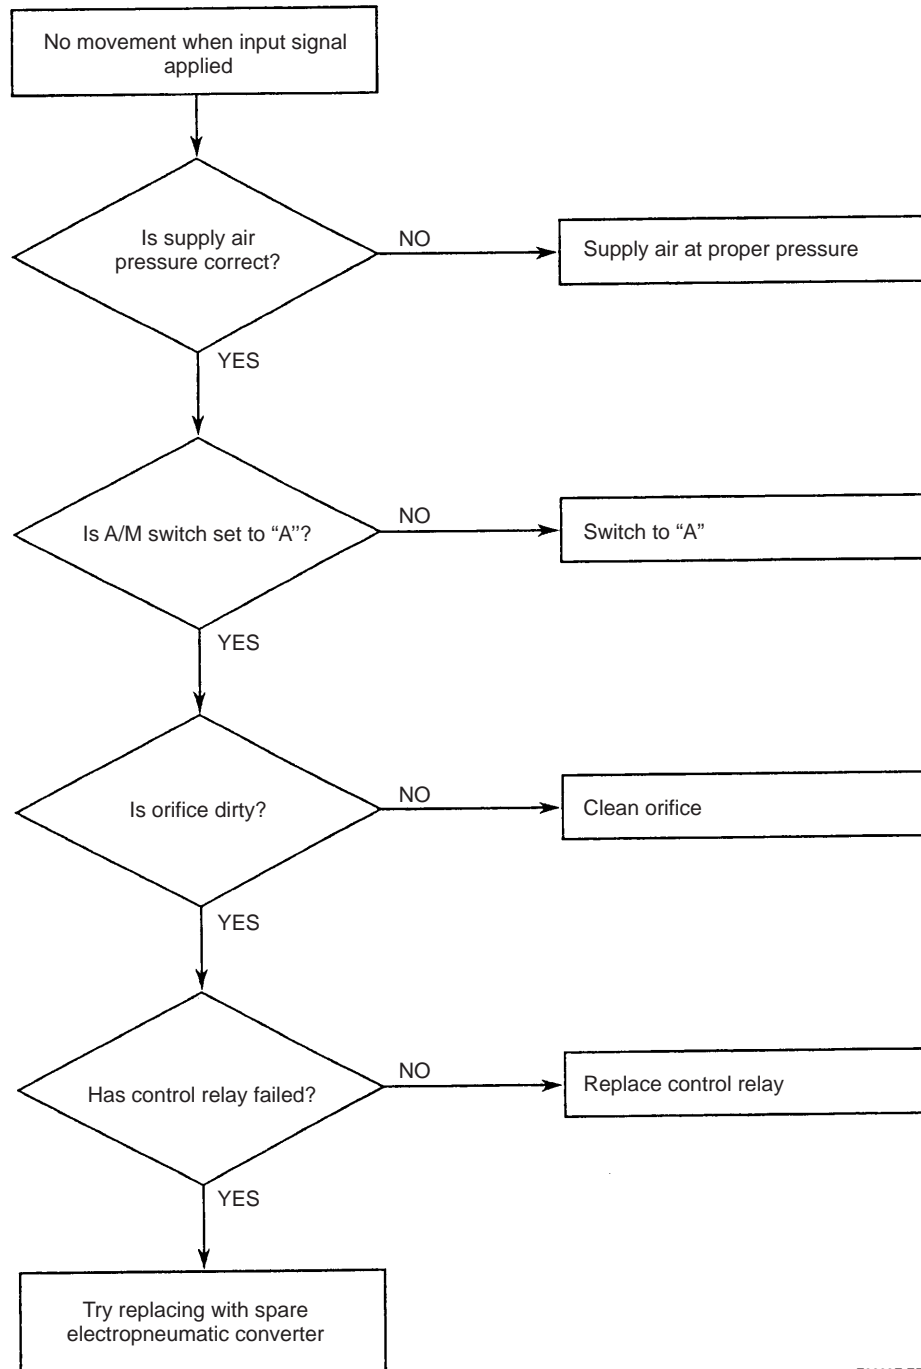 No movement when input signal
applied
Is supply air
pressure correct?
NO
Supply air at proper pressure
YES
Is A/M switch set to “A”?
NO
Switch to “A”
YES
Is orifice dirty?
NO
Clean orifice
YES
Has control relay failed?
NO
Replace control relay
YES
Try replacing with spare
electropneumatic converter